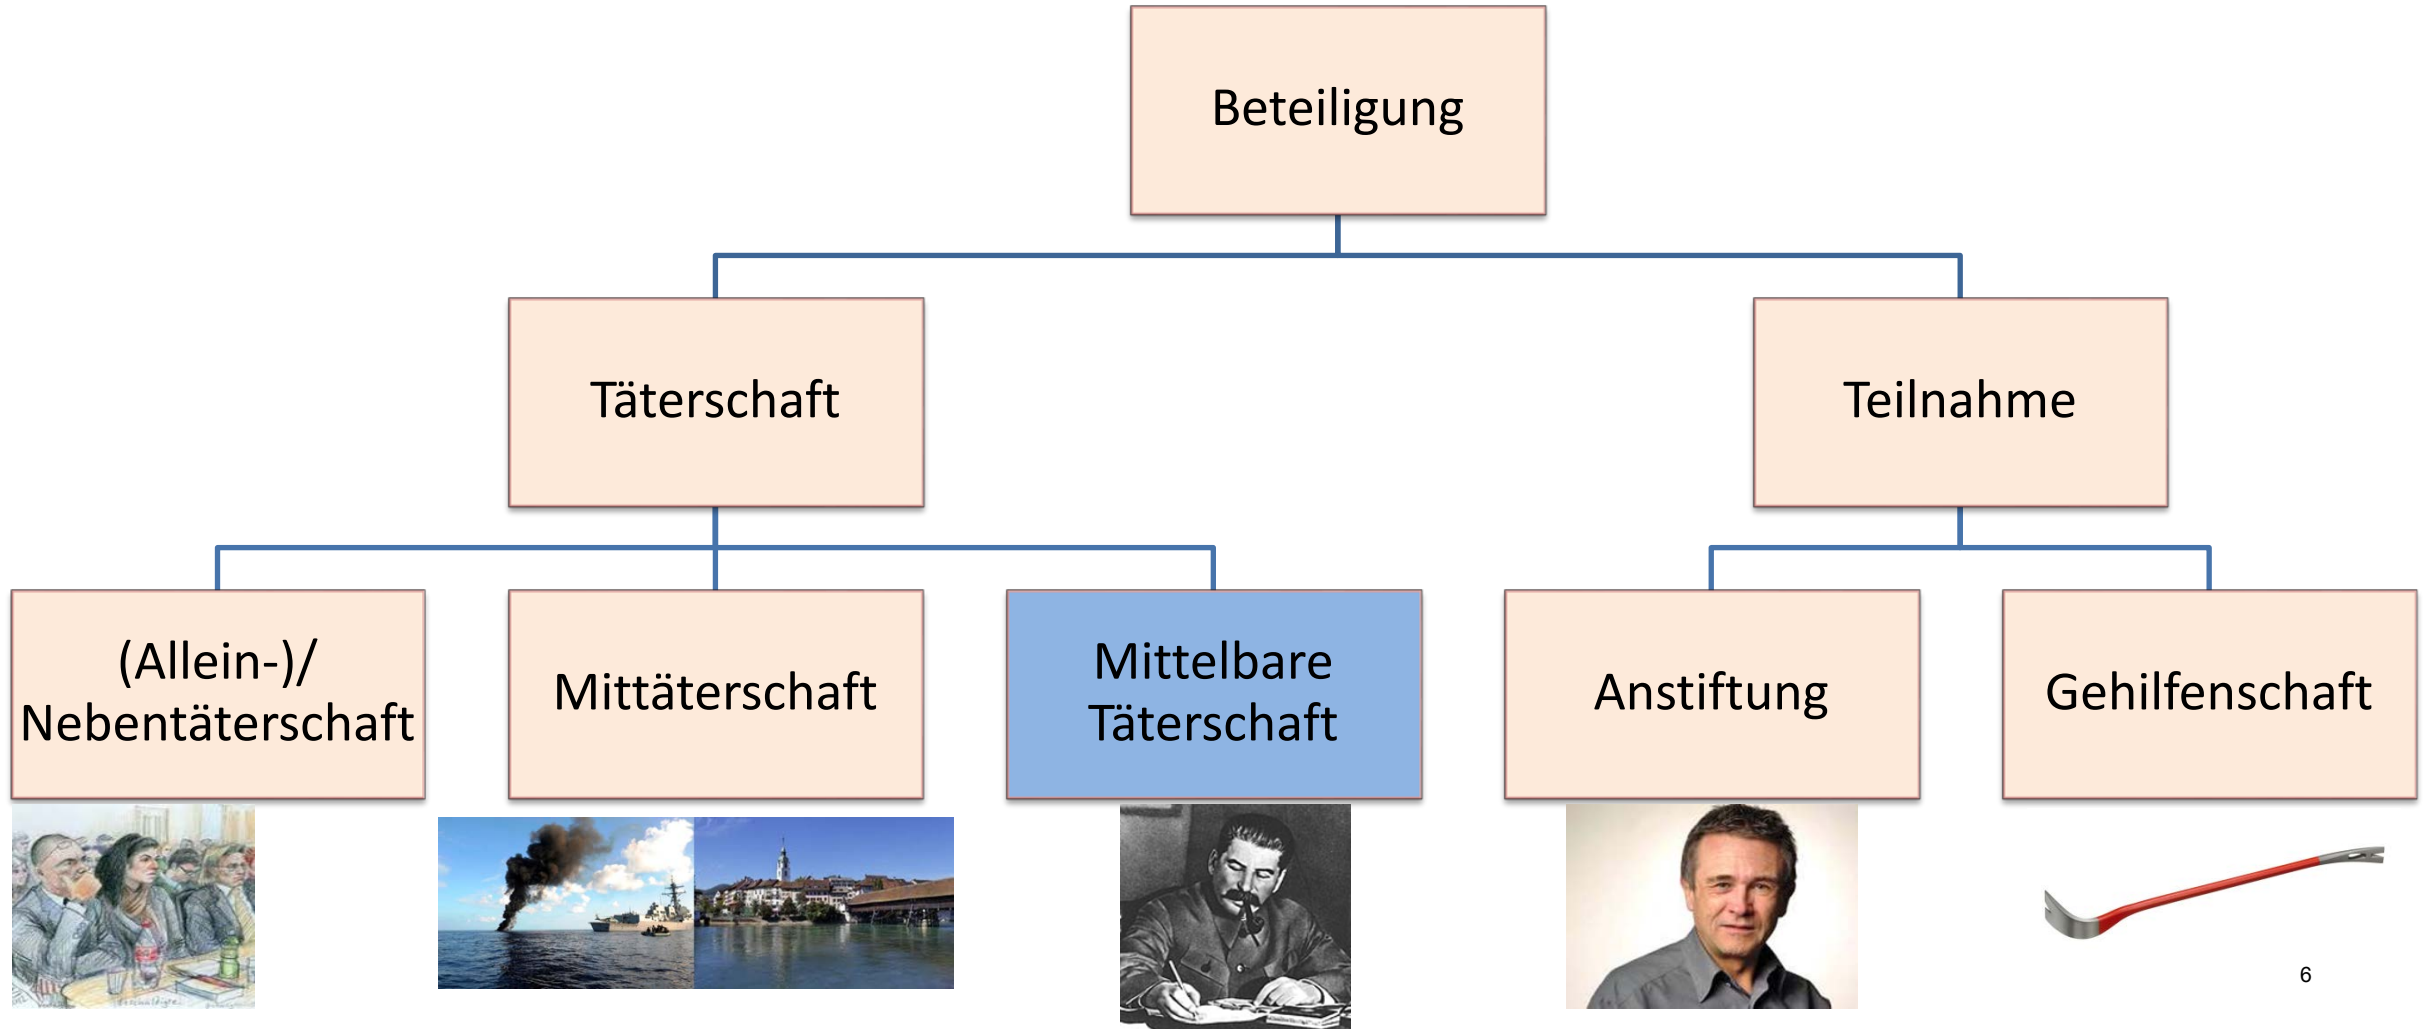 Beteiligung
Täterschaft
Teilnahme
(Allein-)/
Nebentäterschaft
Mittäterschaft
Mittelbare
Täterschaft
Anstiftung
Gehilfenschaft
6